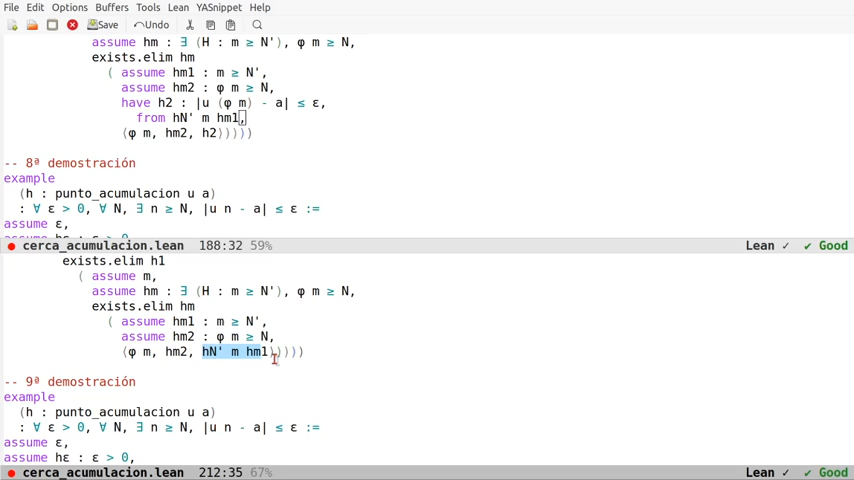 File Edit Options Buffers Tools Lean YASnippet Help
Save Undo
assume hm : ∃ (H : m ≥ N'), φ m ≥ N,
exists.elim hm
( assume hm1 : m ≥ N',
assume hm2 : φ m ≥ N,
have h2 : |u (φ m) - a| ≤ ε,
from hN' m hm1,
⟨φ m, hm2, h2⟩))))
-- 8ª demostración
example
(h : punto_acumulacion u a)
: ∀ ε > 0, ∀ N, ∃ n ≥ N, |u n - a| ≤ ε :=
assume ε,
assume hε : ε > 0,
cerca_acumulacion.lean 188:32 59% Lean ✓ ✔ Good
exists.elim h1
( assume m,
assume hm : ∃ (H : m ≥ N'), φ m ≥ N,
exists.elim hm
( assume hm1 : m ≥ N',
assume hm2 : φ m ≥ N,
⟨φ m, hm2, hN' m hm1⟩))))
-- 9ª demostración
example
(h : punto_acumulacion u a)
: ∀ ε > 0, ∀ N, ∃ n ≥ N, |u n - a| ≤ ε :=
assume ε,
assume hε : ε > 0,
cerca_acumulacion.lean 212:35 67% Lean ✓ ✔ Good